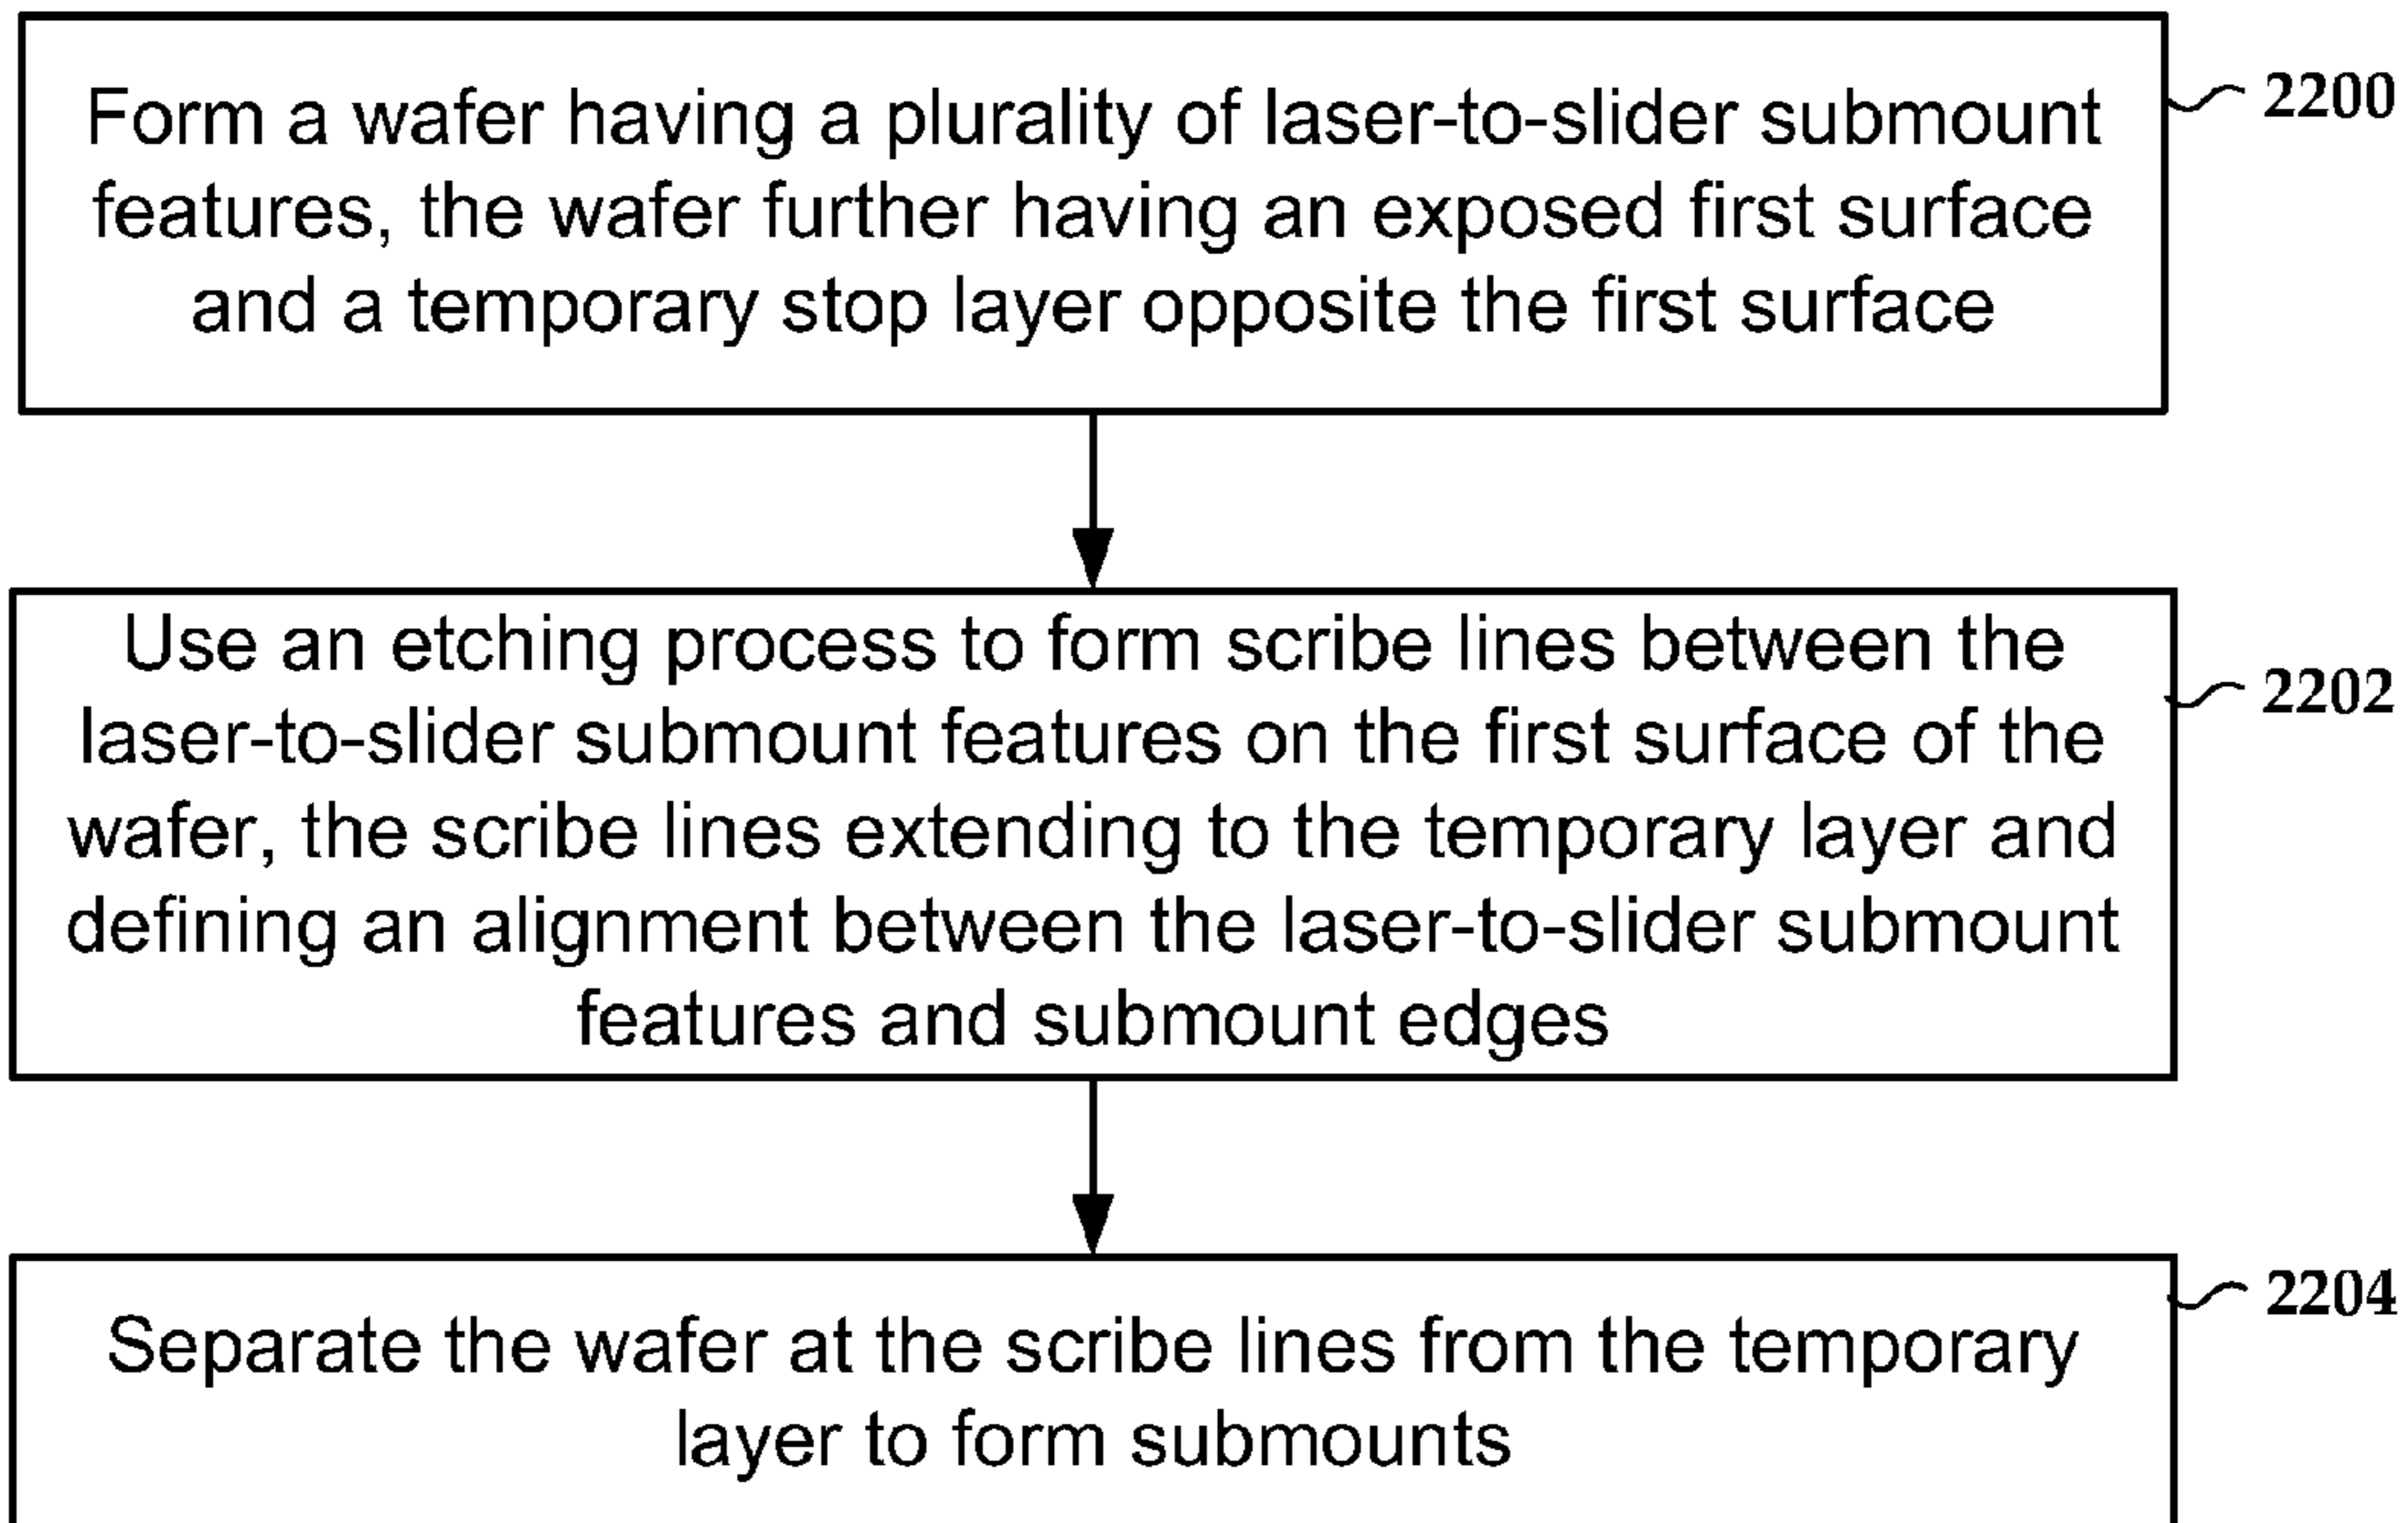 Form a wafer having a plurality of laser-to-slider submount
features, the wafer further having an exposed first surface
and a temporary stop layer opposite the first surface
2200
Use an etching process to form scribe lines between the
laser-to-slider submount features on the first surface of the
wafer, the scribe lines extending to the temporary layer and
defining an alignment between the laser-to-slider submount
features and submount edges
2202
Separate the wafer at the scribe lines from the temporary
layer to form submounts
2204